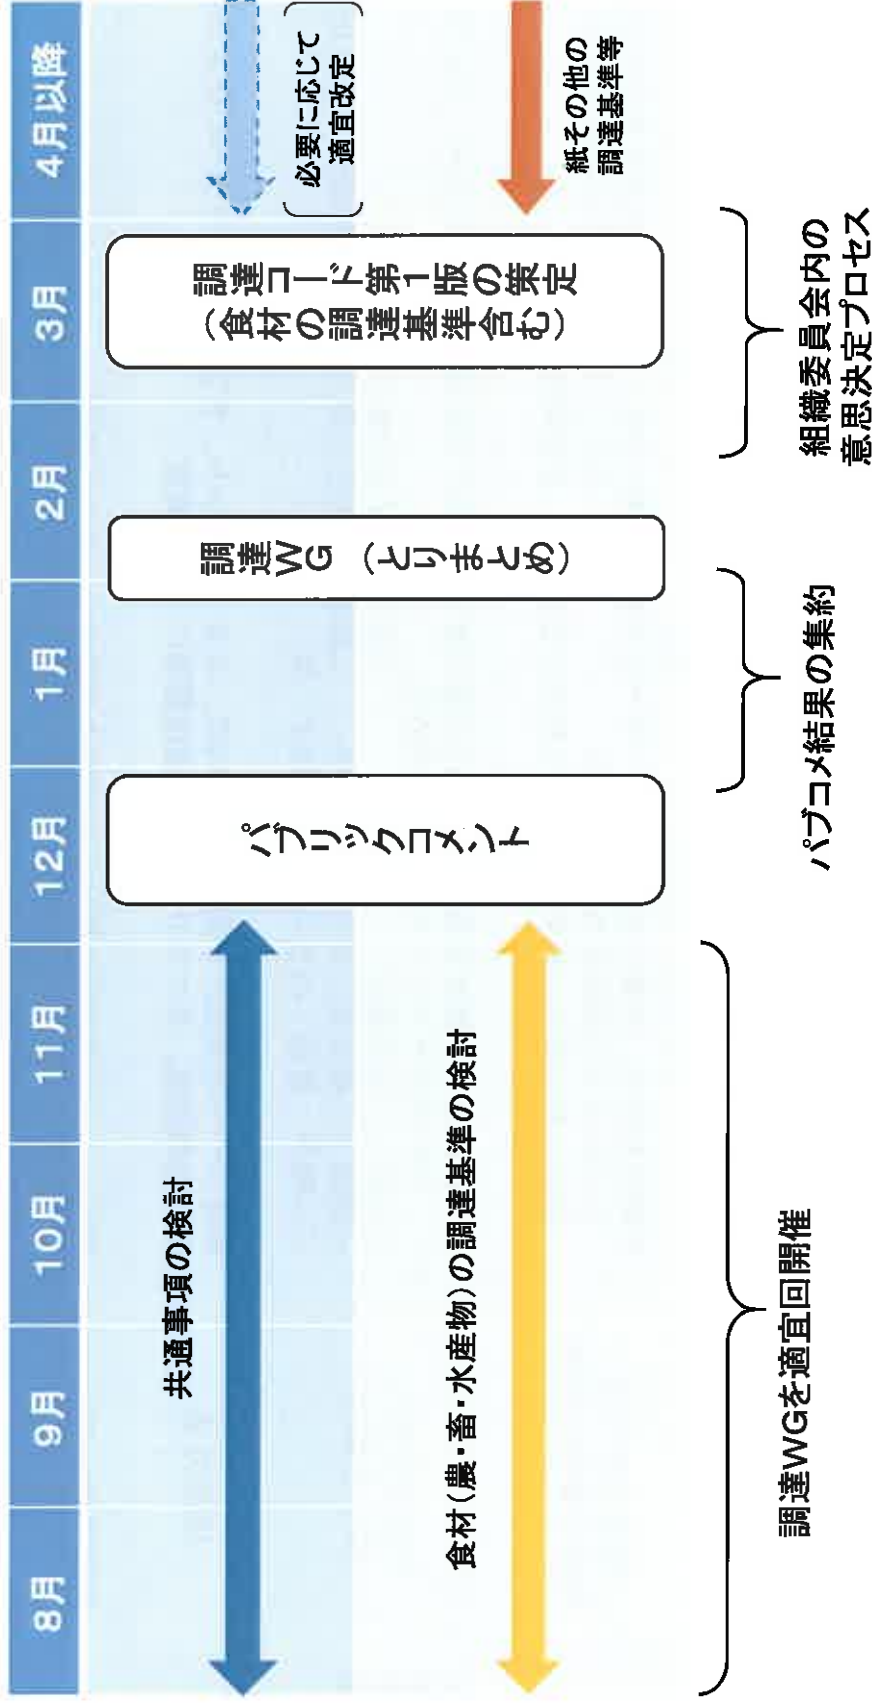 8月
9月
10月
11月
12月
1月
2月
3月
4月以降
共通事項の検討
食材(農・畜・水産物)の調達基準の検討
パブリックコメント
調達WG (とりまとめ)
調達コード第1版の策定
(食材の調達基準含む)
必要に応じて
適宜改定
紙その他の
調達基準等
調達WGを適宜回開催
パブコメ結果の集約
組織委員会内の
意思決定プロセス